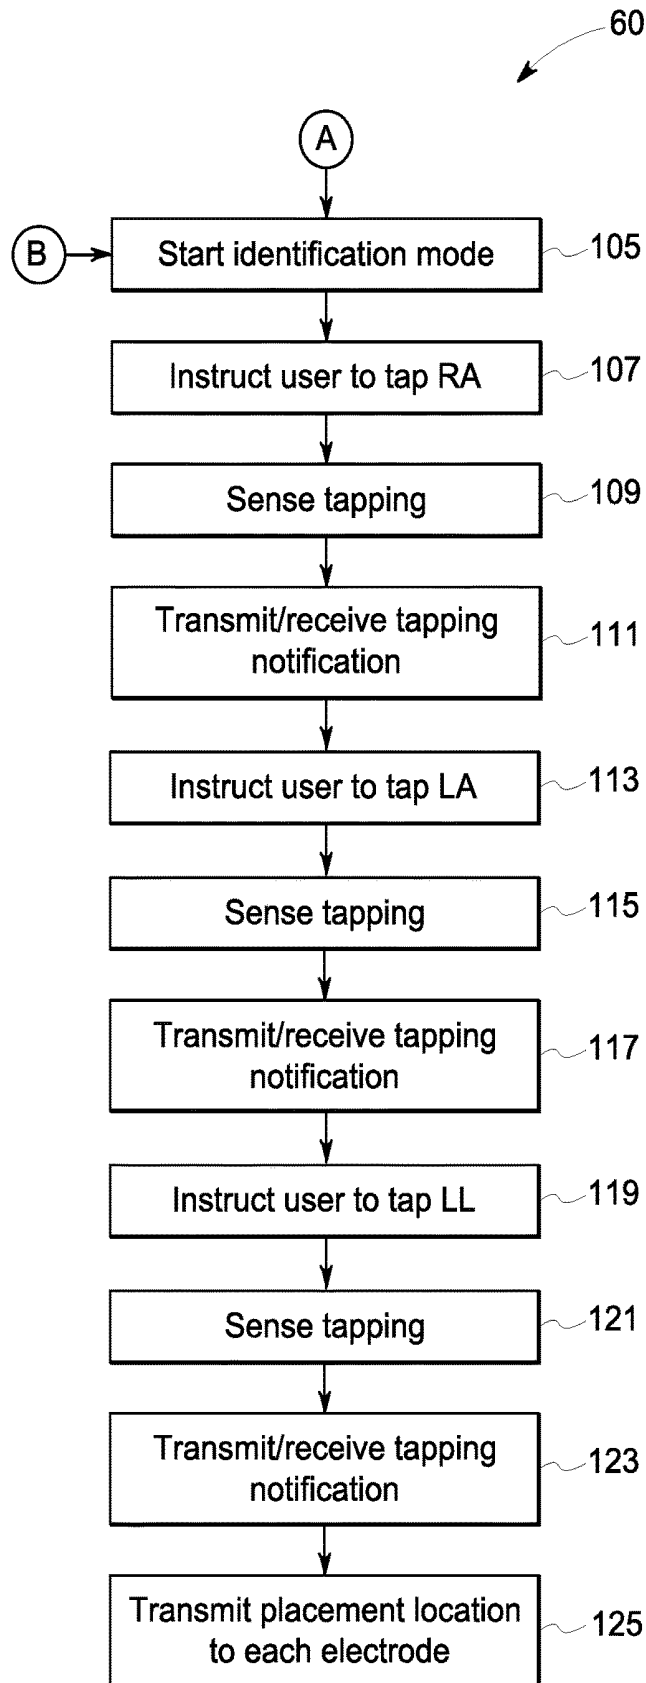 60
A
B
Start identification mode
105
Instruct user to tap RA
107
Sense tapping
109
Transmit/receive tapping
notification
111
Instruct user to tap LA
113
Sense tapping
115
Transmit/receive tapping
notification
117
Instruct user to tap LL
119
Sense tapping
121
Transmit/receive tapping
notification
123
Transmit placement location
to each electrode
125